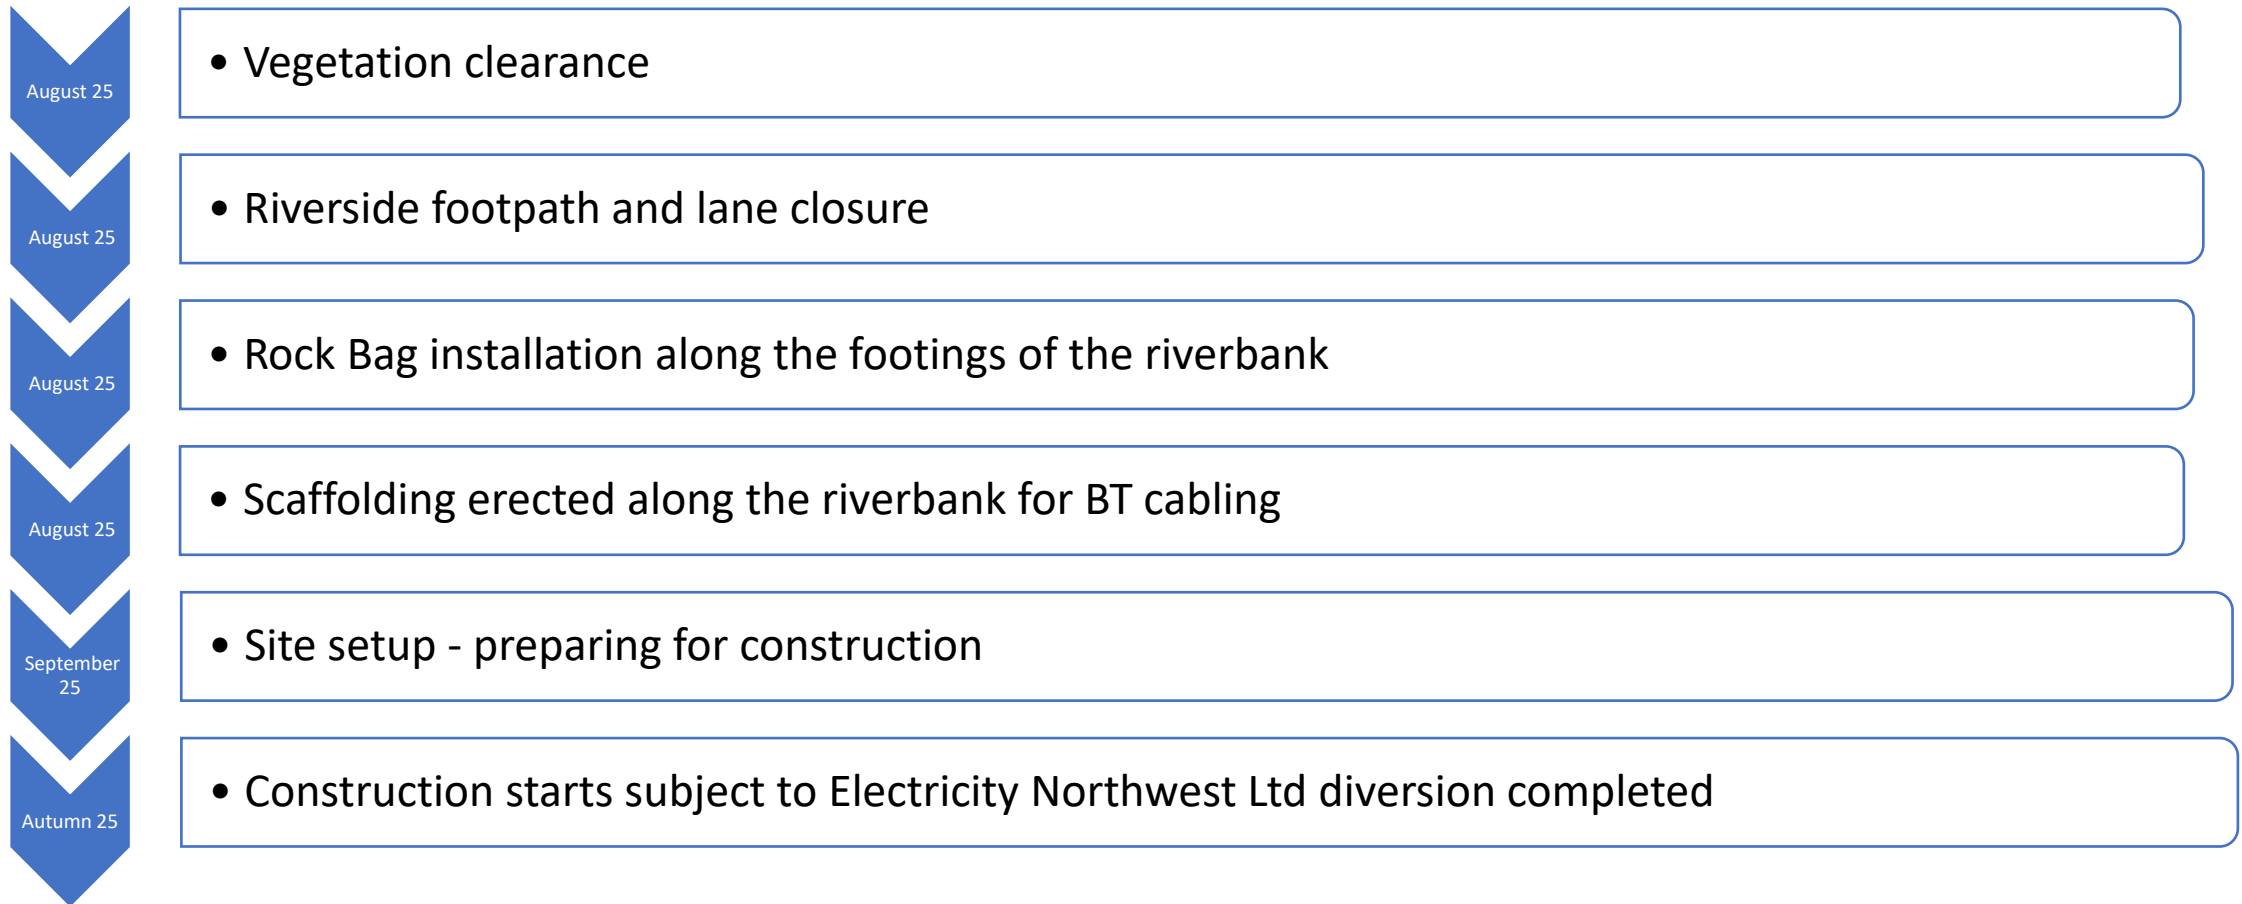 August 25
• Vegetation clearance
August 25
• Riverside footpath and lane closure
August 25
• Rock Bag installation along the footings of the riverbank
August 25
• Scaffolding erected along the riverbank for BT cabling
September
25
• Site setup - preparing for construction
Autumn 25
• Construction starts subject to Electricity Northwest Ltd diversion completed